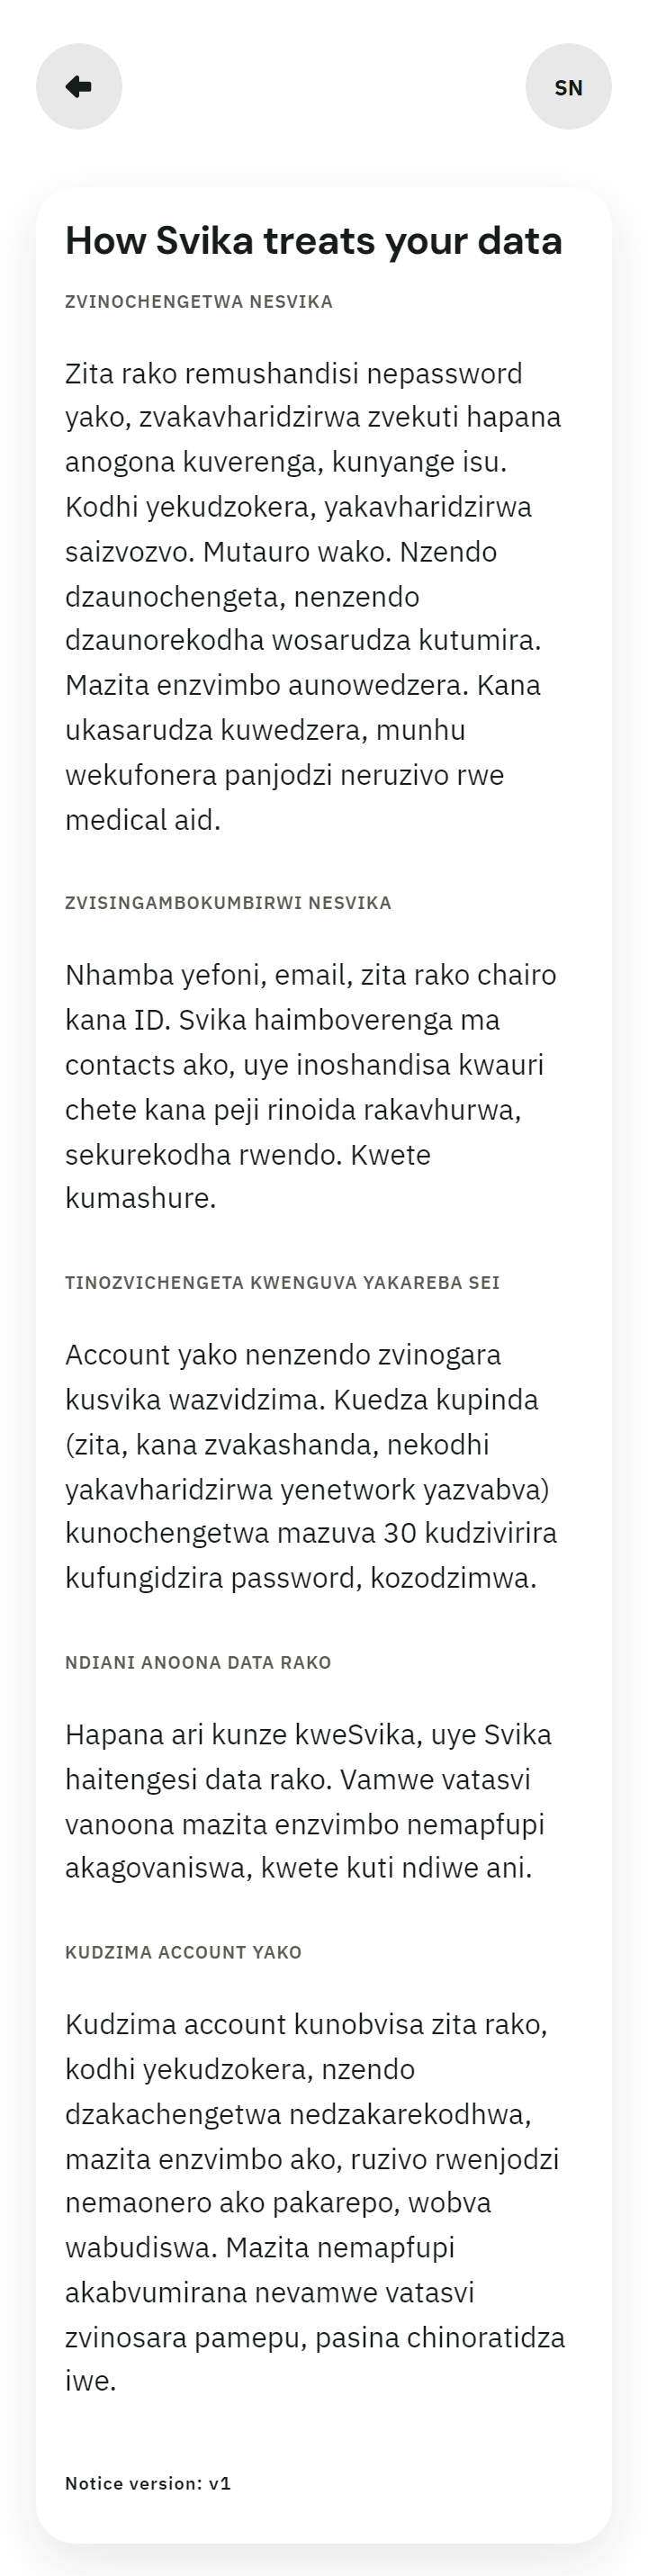 SN
How Svika treats your data
ZVINOCHENGETWA NESVIKA
Zita rako remushandisi nepassword
yako, zvakavharidzirwa zvekuti hapana
anogona kuverenga, kunyange isu.
Kodhi yekudzokera, yakavharidzirwa
saizvozvo. Mutauro wako. Nzendo
dzaunochengeta, nenzendo
dzaunorekodha wosarudza kutumira.
Mazita enzvimbo aunowedzera. Kana
ukasarudza kuwedzera, munhu
wekufonera panjodzi neruzivo rwe
medical aid.
ZVISINGAMBOKUMBIRWI NESVIKA
Nhamba yefoni, email, zita rako chairo
kana ID. Svika haimboverenga ma
contacts ako, uye inoshandisa kwauri
chete kana peji rinoida rakavhurwa,
sekurekodha rwendo. Kwete
kumashure.
TINOZVICHENGETA KWENGUVA YAKAREBA SEI
Account yako nenzendo zvinogara
kusvika wazvidzima. Kuedza kupinda
(zita, kana zvakashanda, nekodhi
yakavharidzirwa yenetwork yazvabva)
kunochengetwa mazuva 30 kudzivirira
kufungidzira password, kozodzimwa.
NDIANI ANOONA DATA RAKO
Hapana ari kunze kweSvika, uye Svika
haitengesi data rako. Vamwe vatasvi
vanoona mazita enzvimbo nemapfupi
akagovaniswa, kwete kuti ndiwe ani.
KUDZIMA ACCOUNT YAKO
Kudzima account kunobvisa zita rako,
kodhi yekudzokera, nzendo
dzakachengetwa nedzakarekodhwa,
mazita enzvimbo ako, ruzivo rwenjodzi
nemaonero ako pakarepo, wobva
wabudiswa. Mazita nemapfupi
akabvumirana nevamwe vatasvi
zvinosara pamepu, pasina chinoratidza
iwe.
Notice version: v1